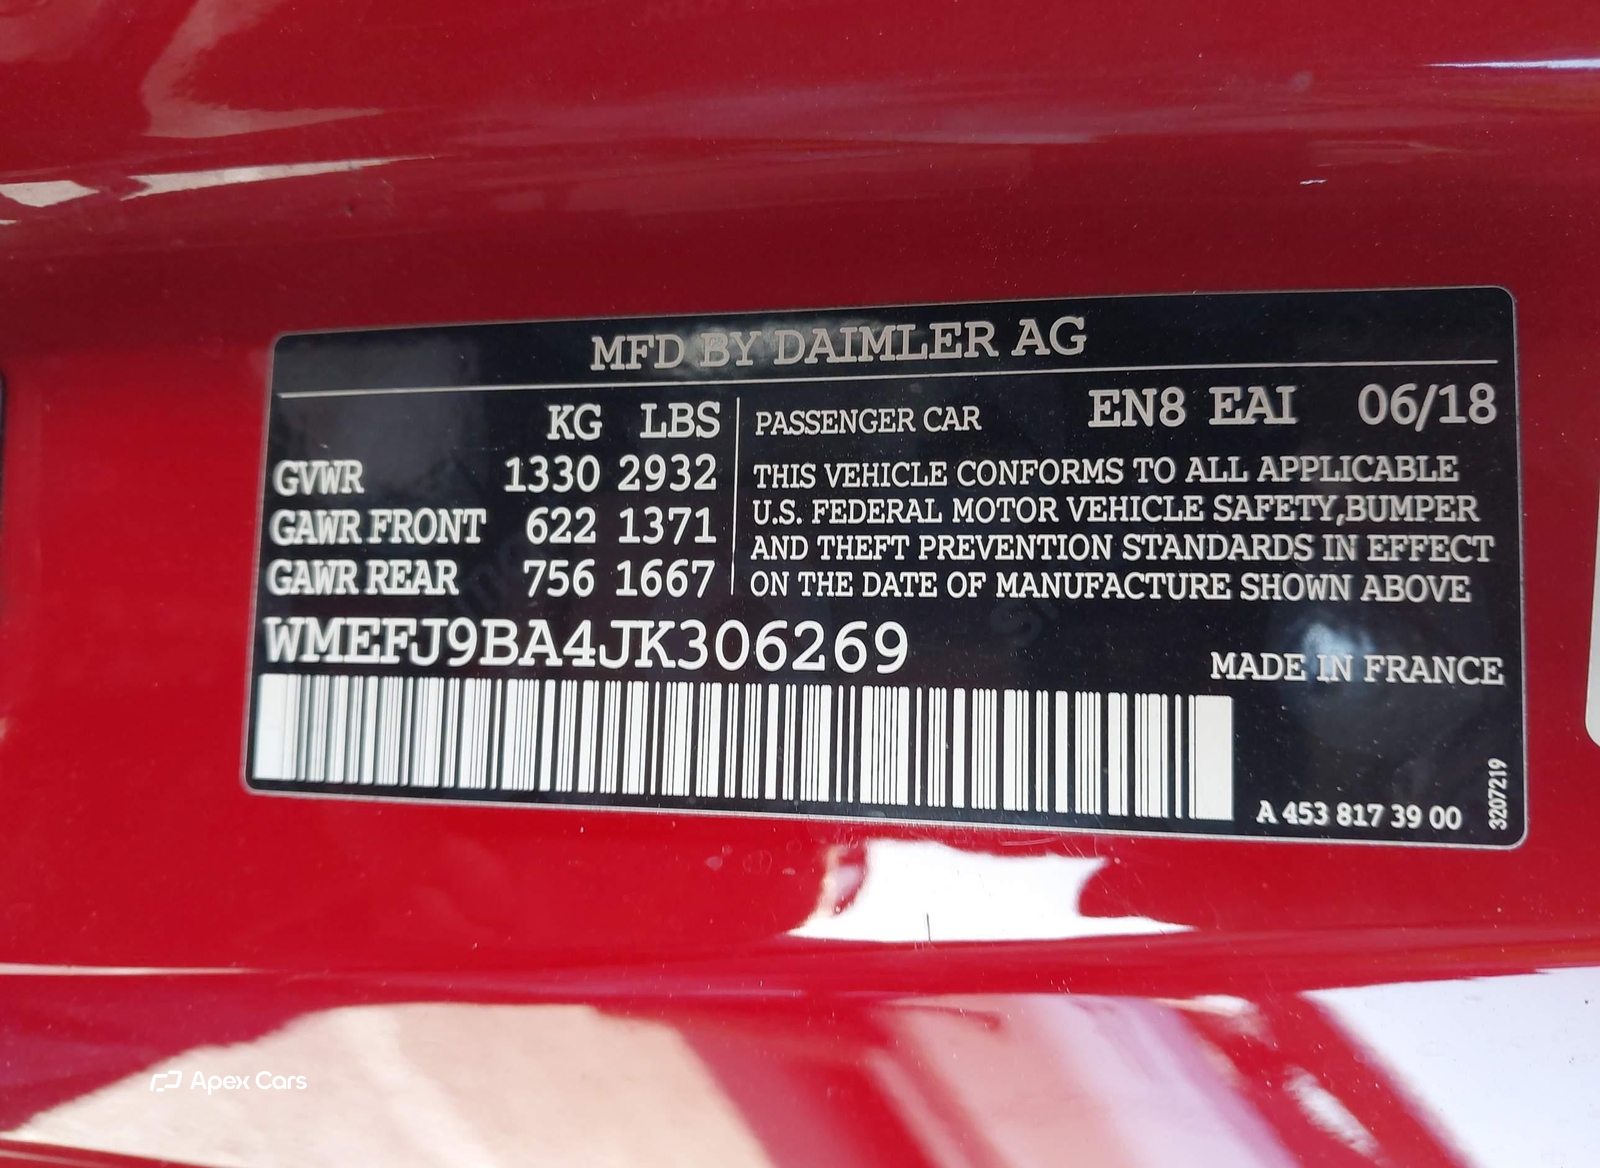 MFD BY DAIMLER AG
KG LBS
GVWR 1330 2932
GAWR FRONT 622 1371
GAWR REAR 756 1667
PASSENGER CAR EN8 EAI 06/18
THIS VEHICLE CONFORMS TO ALL APPLICABLE
U.S. FEDERAL MOTOR VEHICLE SAFETY,BUMPER
AND THEFT PREVENTION STANDARDS IN EFFECT
ON THE DATE OF MANUFACTURE SHOWN ABOVE
WMEFJ9BA4JK306269
MADE IN FRANCE
A 453 817 39 00
3207219
Apex Cars